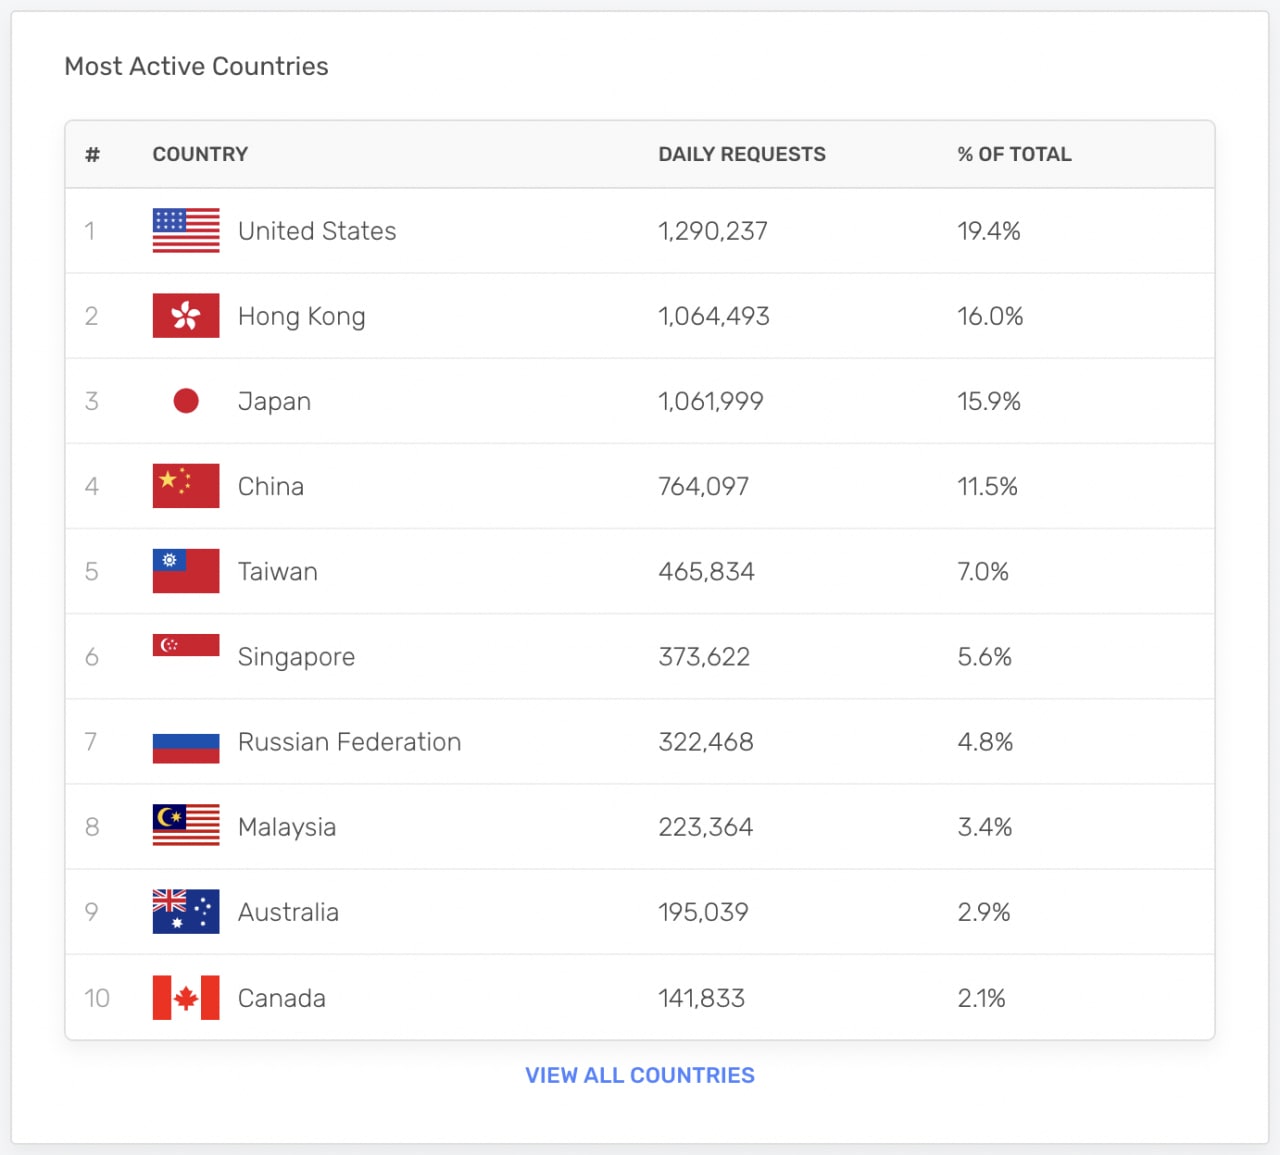 Most Active Countries
# COUNTRY DAILY REQUESTS % OF TOTAL
1 United States 1,290,237 19.4%
2 Hong Kong 1,064,493 16.0%
3 Japan 1,061,999 15.9%
4 China 764,097 11.5%
5 Taiwan 465,834 7.0%
6 Singapore 373,622 5.6%
7 Russian Federation 322,468 4.8%
8 Malaysia 223,364 3.4%
9 Australia 195,039 2.9%
10 Canada 141,833 2.1%
VIEW ALL COUNTRIES